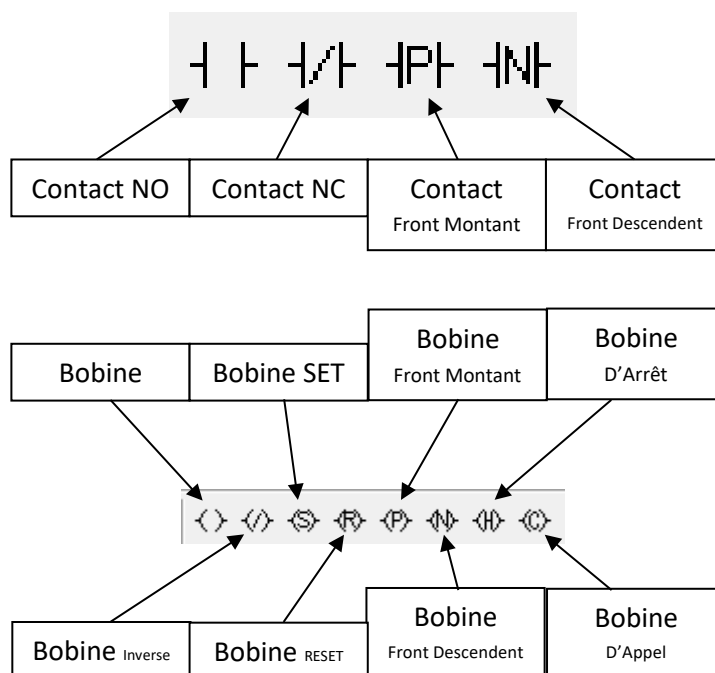 P N
Contact NO Contact NC Contact Contact
Front Montant Front Descendent
Bobine Bobine SET Bobine Bobine
Front Montant D'Arrêt
( ) (/) (S) (R) (P) (N) (H) (C)
Bobine Inverse Bobine RESET Bobine Bobine
Front Descendent D'Appel